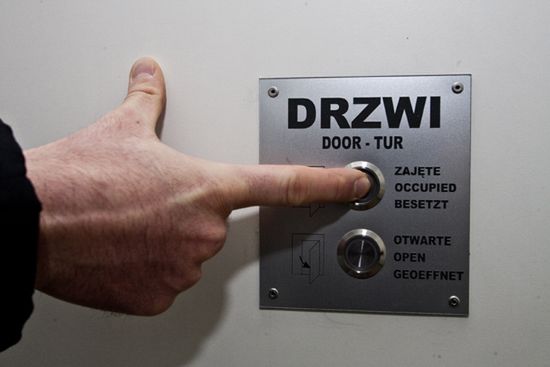 DRZWI
DOOR - TUR
ZAJĘTE
OCCUPIED
BESETZT
OTWARTE
OPEN
GEOEFFNET